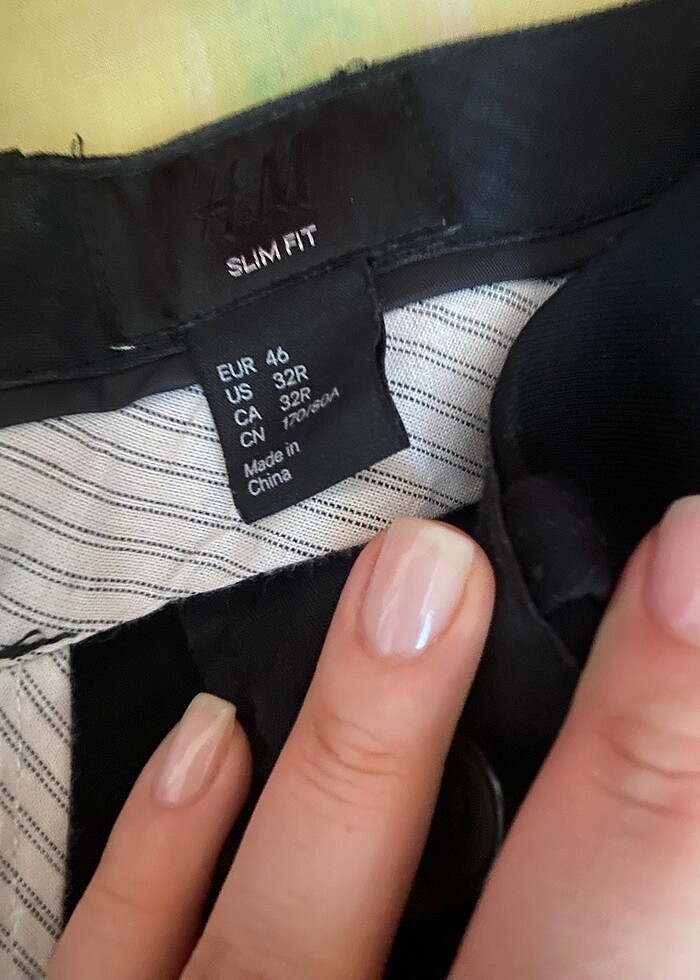 H&M
SLIM FIT
EUR 46
US 32R
CA 32R
CN 170/80A
Made in
China